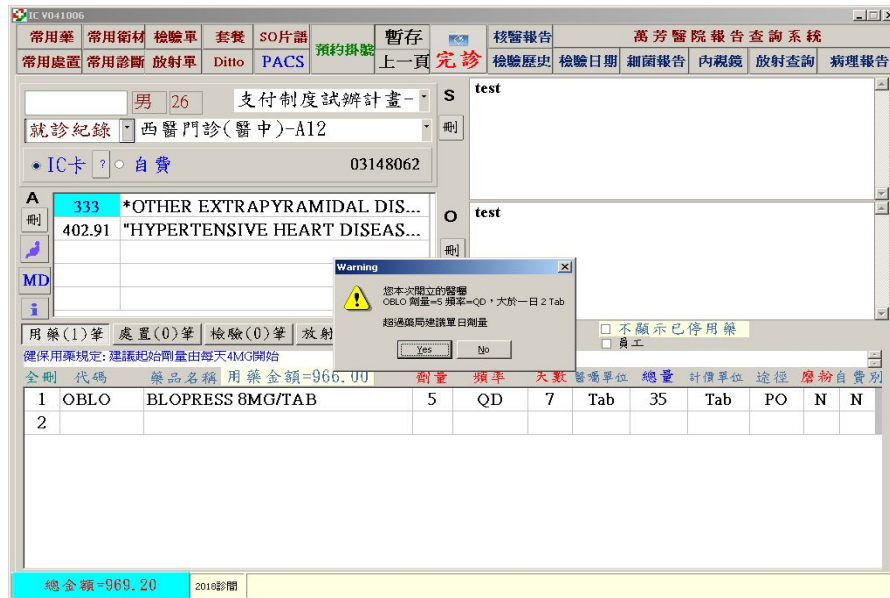 IC V041006
常用藥 常用衛材 檢驗單 套餐 SO片語 預約掛號 暫存 完診 核醫報告 萬芳醫院報告查詢系統
常用處置 常用診斷 放射單 Ditto PACS 上一頁 檢驗歷史 檢驗日期 細菌報告 內視鏡 放射查詢 病理報告
男 26 支付制度試辦計畫-
就診紀錄 西醫門診(醫中)-A12
IC卡 ? 自費 03148062
S
刪
test
A
刪
MD
i
333 *OTHER EXTRAPYRAMIDAL DIS...
402.91 "HYPERTENSIVE HEART DISEAS...
O
刪
test
Warning
您本次開立的醫囑
OBLO 劑量=5 頻率=QD，大於一日 2 Tab
超過藥局建議單日劑量
Yes No
用藥(1)筆 處置(0)筆 檢驗(0)筆 放射
不顯示已停用藥
員工
健保用藥規定: 建議起始劑量由每天4MG開始
全刪 代碼 藥品名稱 用藥金額=966.00 劑量 頻率 天數 醫囑單位 總量 計價單位 途徑 磨粉 自費別
1 OBLO BLOPRESS 8MG/TAB 5 QD 7 Tab 35 Tab PO N N
2
總金額=969.20 2018診間